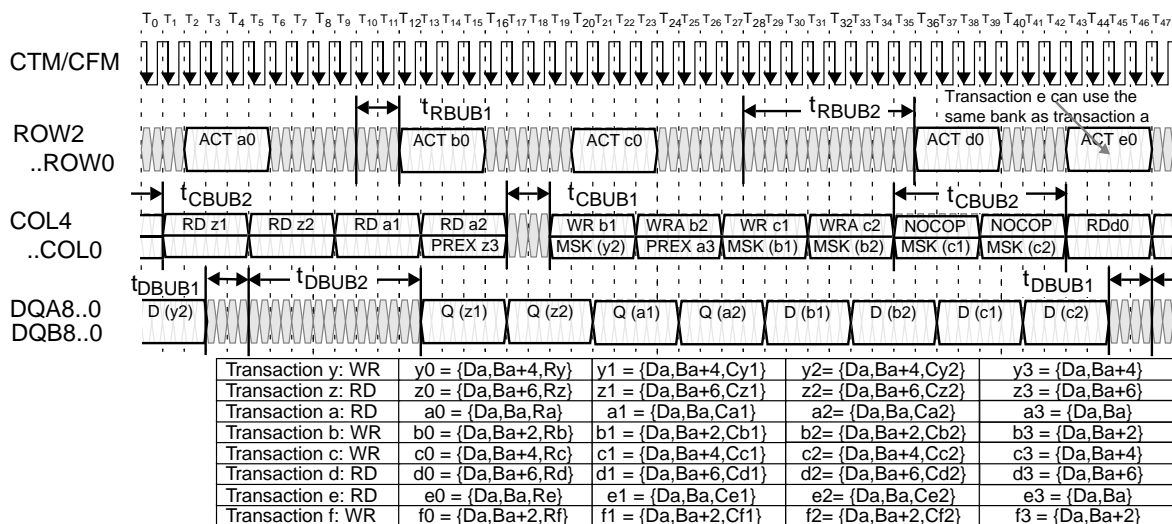 T0 T1 T2 T3 T4 T5 T6 T7 T8 T9 T10 T11 T12 T13 T14 T15 T16 T17 T18 T19 T20 T21 T22 T23 T24 T25 T26 T27 T28 T29 T30 T31 T32 T33 T34 T35 T36 T37 T38 T39 T40 T41 T42 T43 T44 T45 T46 T47
CTM/CFM
tRBUB1 tRBUB2 Transaction e can use the
same bank as transaction a
ROW2
..ROW0
ACT a0 ACT b0 ACT c0 ACT d0 ACT e0
tCBUB2 tCBUB1 tCBUB2
COL4
..COL0
RD z1 RD z2 RD a1 RD a2 WR b1 WRA b2 WR c1 WRA c2 NOCOP NOCOP RDd0
PREX z3 MSK (y2) PREX a3 MSK (b1) MSK (b2) MSK (c1) MSK (c2)
tDBUB1 tDBUB2 tDBUB1
DQA8..0
DQB8..0
D (y2) Q (z1) Q (z2) Q (a1) Q (a2) D (b1) D (b2) D (c1) D (c2)
Transaction y: WR y0 = {Da,Ba+4,Ry} y1 = {Da,Ba+4,Cy1} y2= {Da,Ba+4,Cy2} y3 = {Da,Ba+4}
Transaction z: RD z0 = {Da,Ba+6,Rz} z1 = {Da,Ba+6,Cz1} z2= {Da,Ba+6,Cz2} z3 = {Da,Ba+6}
Transaction a: RD a0 = {Da,Ba,Ra} a1 = {Da,Ba,Ca1} a2= {Da,Ba,Ca2} a3 = {Da,Ba}
Transaction b: WR b0 = {Da,Ba+2,Rb} b1 = {Da,Ba+2,Cb1} b2= {Da,Ba+2,Cb2} b3 = {Da,Ba+2}
Transaction c: WR c0 = {Da,Ba+4,Rc} c1 = {Da,Ba+4,Cc1} c2= {Da,Ba+4,Cc2} c3 = {Da,Ba+4}
Transaction d: RD d0 = {Da,Ba+6,Rd} d1 = {Da,Ba+6,Cd1} d2= {Da,Ba+6,Cd2} d3 = {Da,Ba+6}
Transaction e: RD e0 = {Da,Ba,Re} e1 = {Da,Ba,Ce1} e2= {Da,Ba,Ce2} e3 = {Da,Ba}
Transaction f: WR f0 = {Da,Ba+2,Rf} f1 = {Da,Ba+2,Cf1} f2= {Da,Ba+2,Cf2} f3 = {Da,Ba+2}